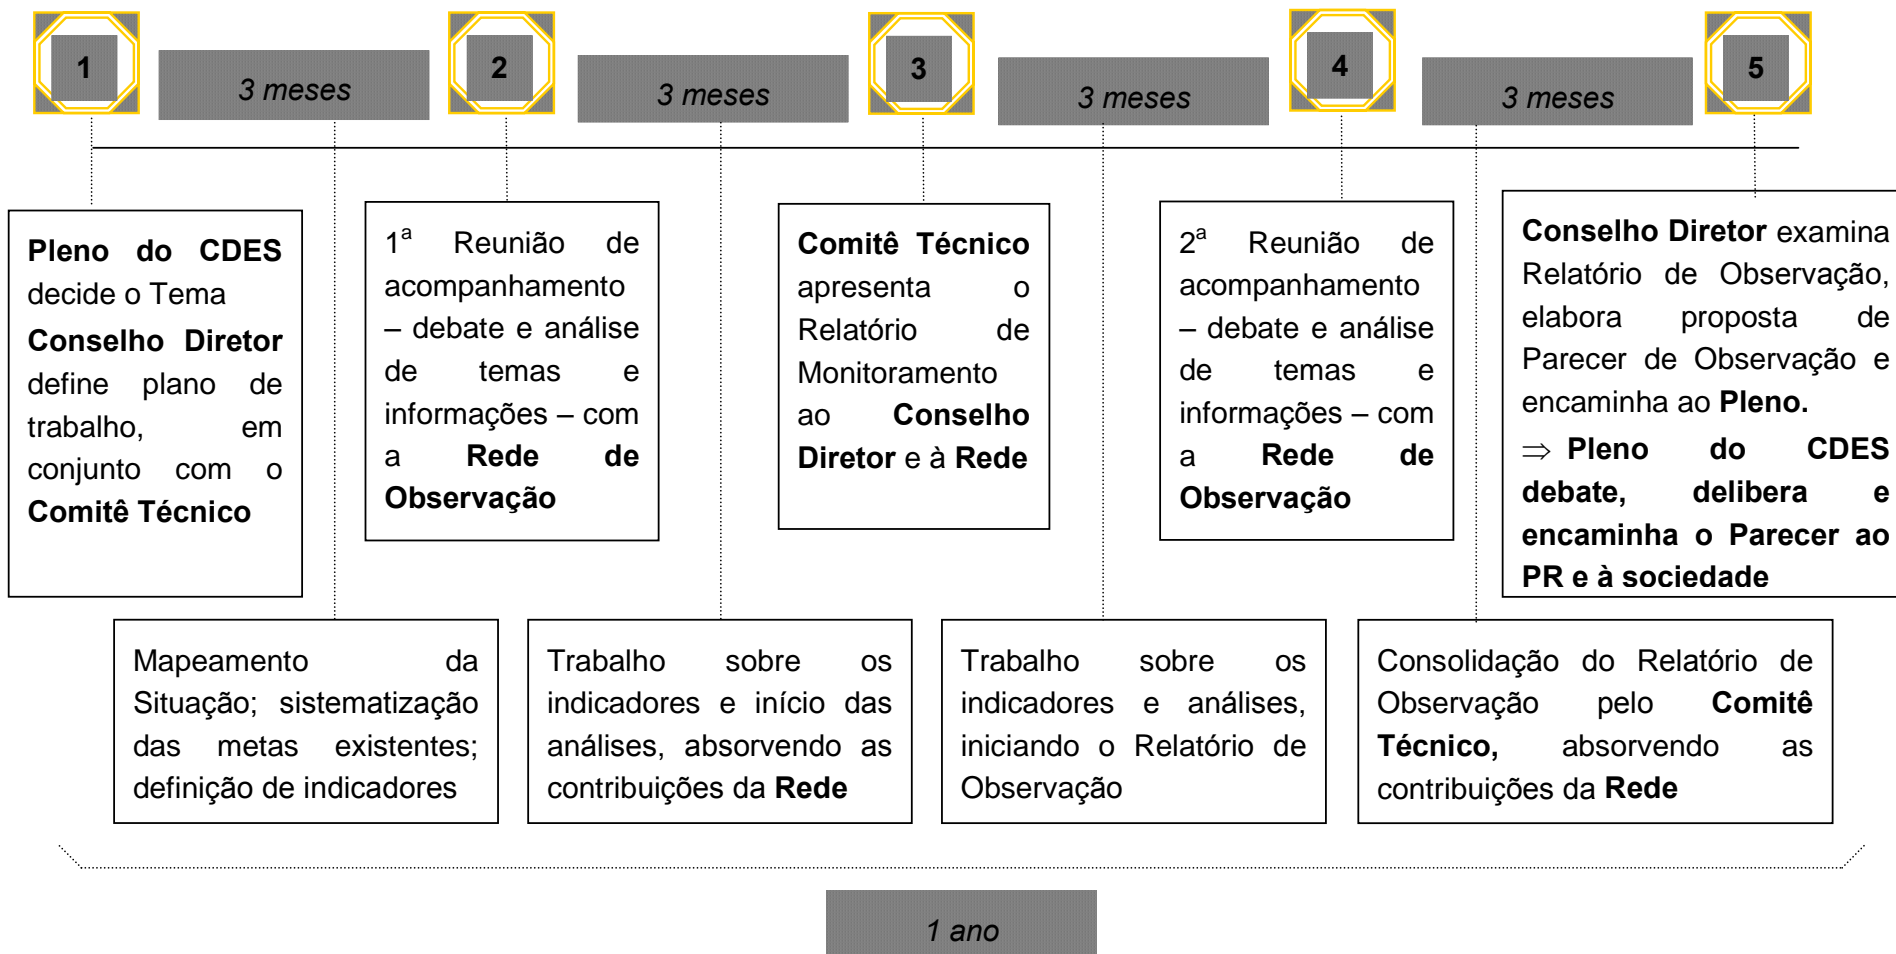 1
3 meses
2
3 meses
3
3 meses
4
3 meses
5
Pleno do CDES
decide o Tema
Conselho Diretor
define plano de
trabalho, em
conjunto com o
Comitê Técnico
1ª Reunião de
acompanhamento
– debate e análise
de temas e
informações – com
a Rede de
Observação
Comitê Técnico
apresenta o
Relatório de
Monitoramento
ao Conselho
Diretor e à Rede
2ª Reunião de
acompanhamento
– debate e análise
de temas e
informações – com
a Rede de
Observação
Conselho Diretor examina
Relatório de Observação,
elabora proposta de
Parecer de Observação e
encaminha ao Pleno.
⇒ Pleno do CDES
debate, delibera e
encaminha o Parecer ao
PR e à sociedade
Mapeamento da
Situação; sistematização
das metas existentes;
definição de indicadores
Trabalho sobre os
indicadores e início das
análises, absorvendo as
contribuições da Rede
Trabalho sobre os
indicadores e análises,
iniciando o Relatório de
Observação
Consolidação do Relatório de
Observação pelo Comitê
Técnico, absorvendo as
contribuições da Rede
1 ano